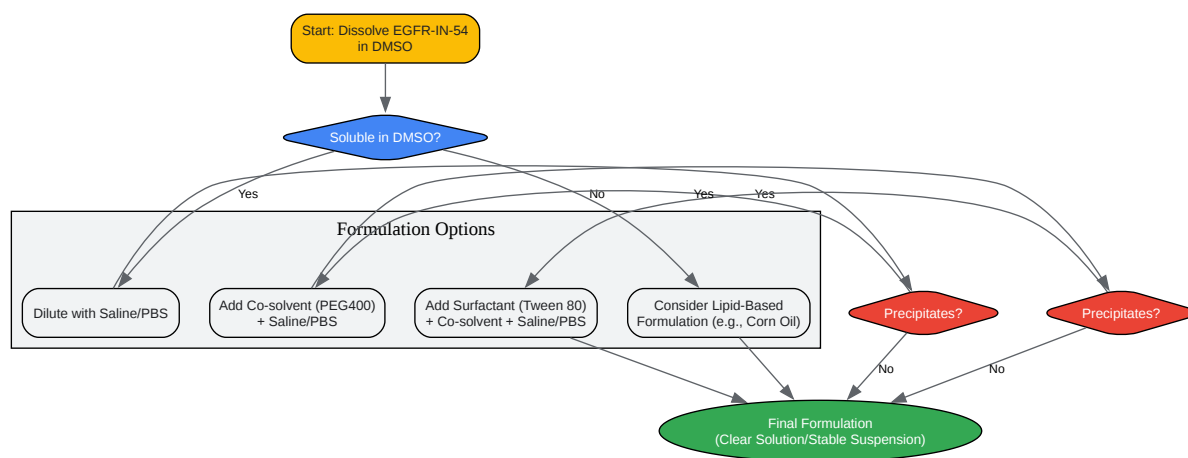 Start: Dissolve EGFR-IN-54
in DMSO
Soluble in DMSO?
Yes
No
Yes
Yes
Formulation Options
Dilute with Saline/PBS
Add Co-solvent (PEG400)
+ Saline/PBS
Add Surfactant (Tween 80)
+ Co-solvent + Saline/PBS
Consider Lipid-Based
Formulation (e.g., Corn Oil)
Precipitates?
Precipitates?
No
No
Final Formulation
(Clear Solution/Stable Suspension)